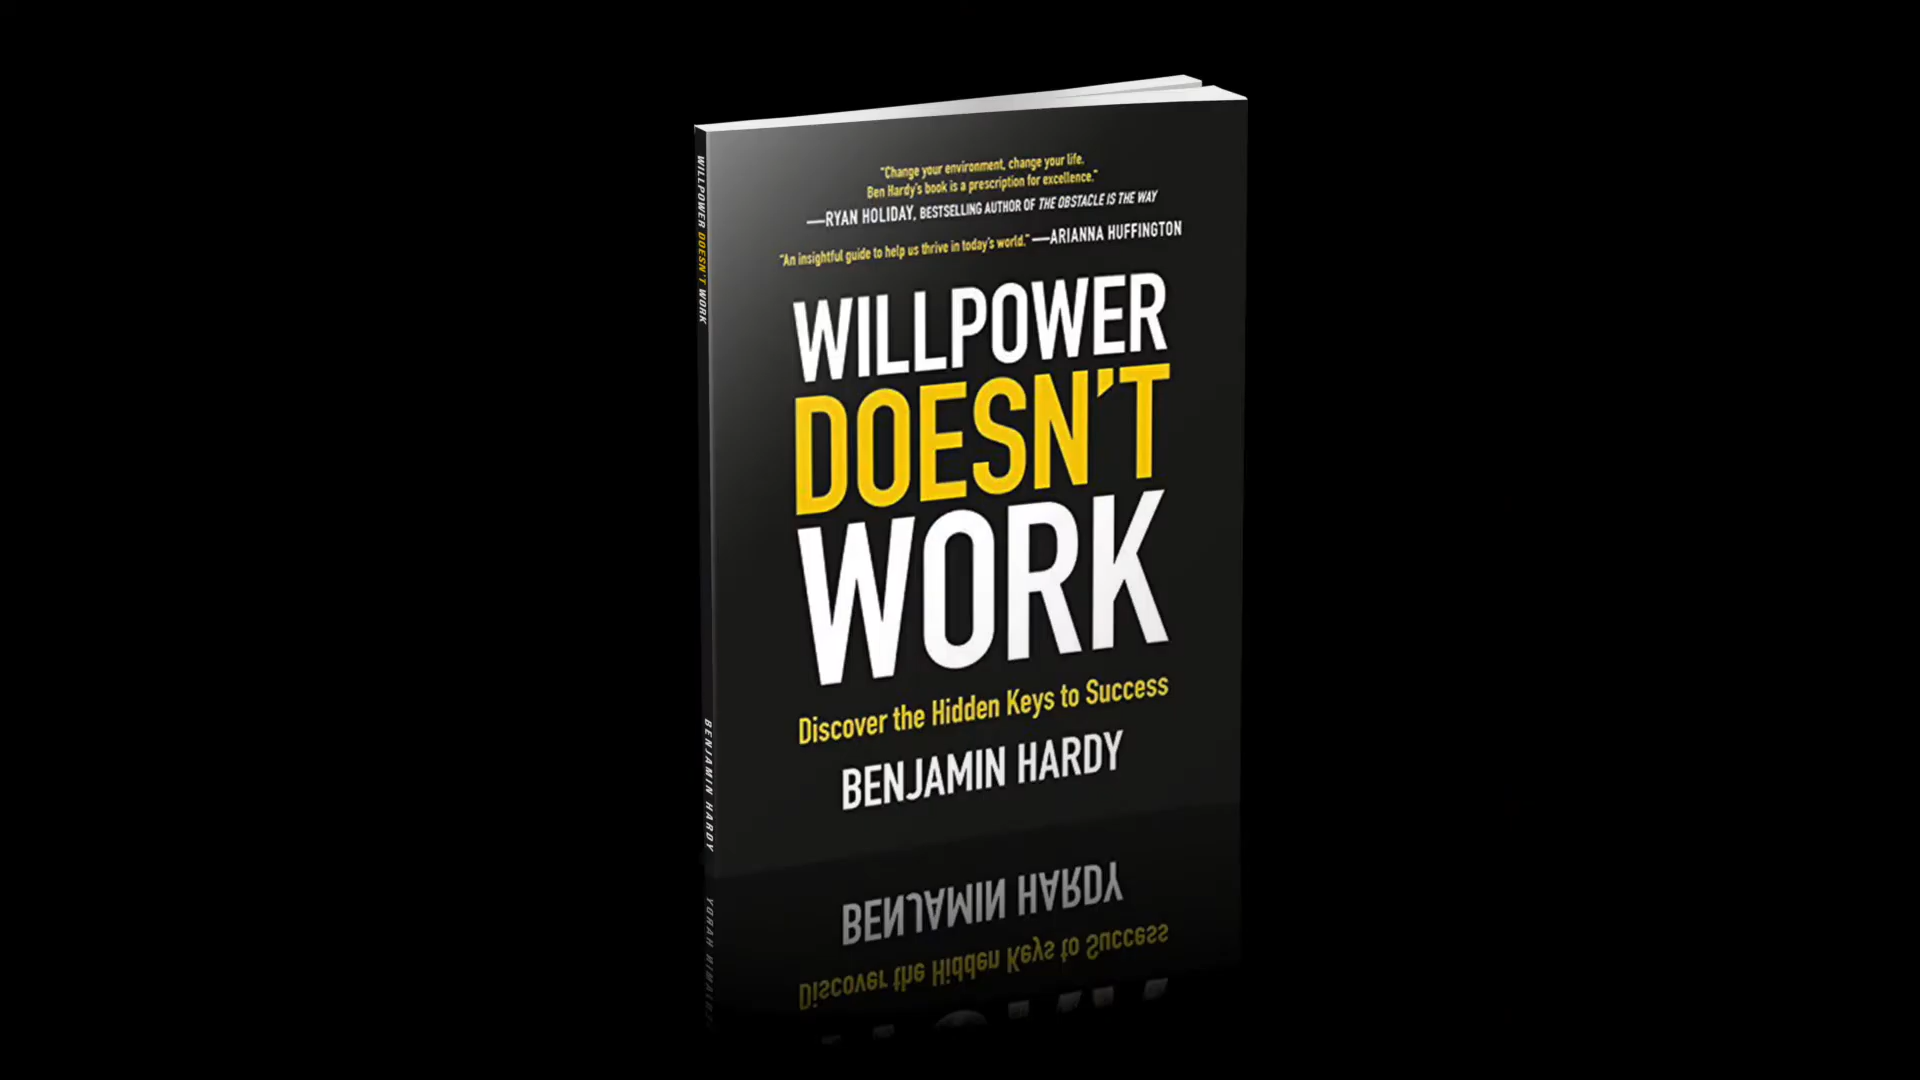 "Change your environment, change your life.
Ben Hardy's book is a prescription for excellence."
—RYAN HOLIDAY, BESTSELLING AUTHOR OF THE OBSTACLE IS THE WAY
"An insightful guide to help us thrive in today's world." —ARIANNA HUFFINGTON
WILLPOWER
DOESN'T
WORK
Discover the Hidden Keys to Success
BENJAMIN HARDY
WILLPOWER DOESN'T WORK
BENJAMIN HARDY